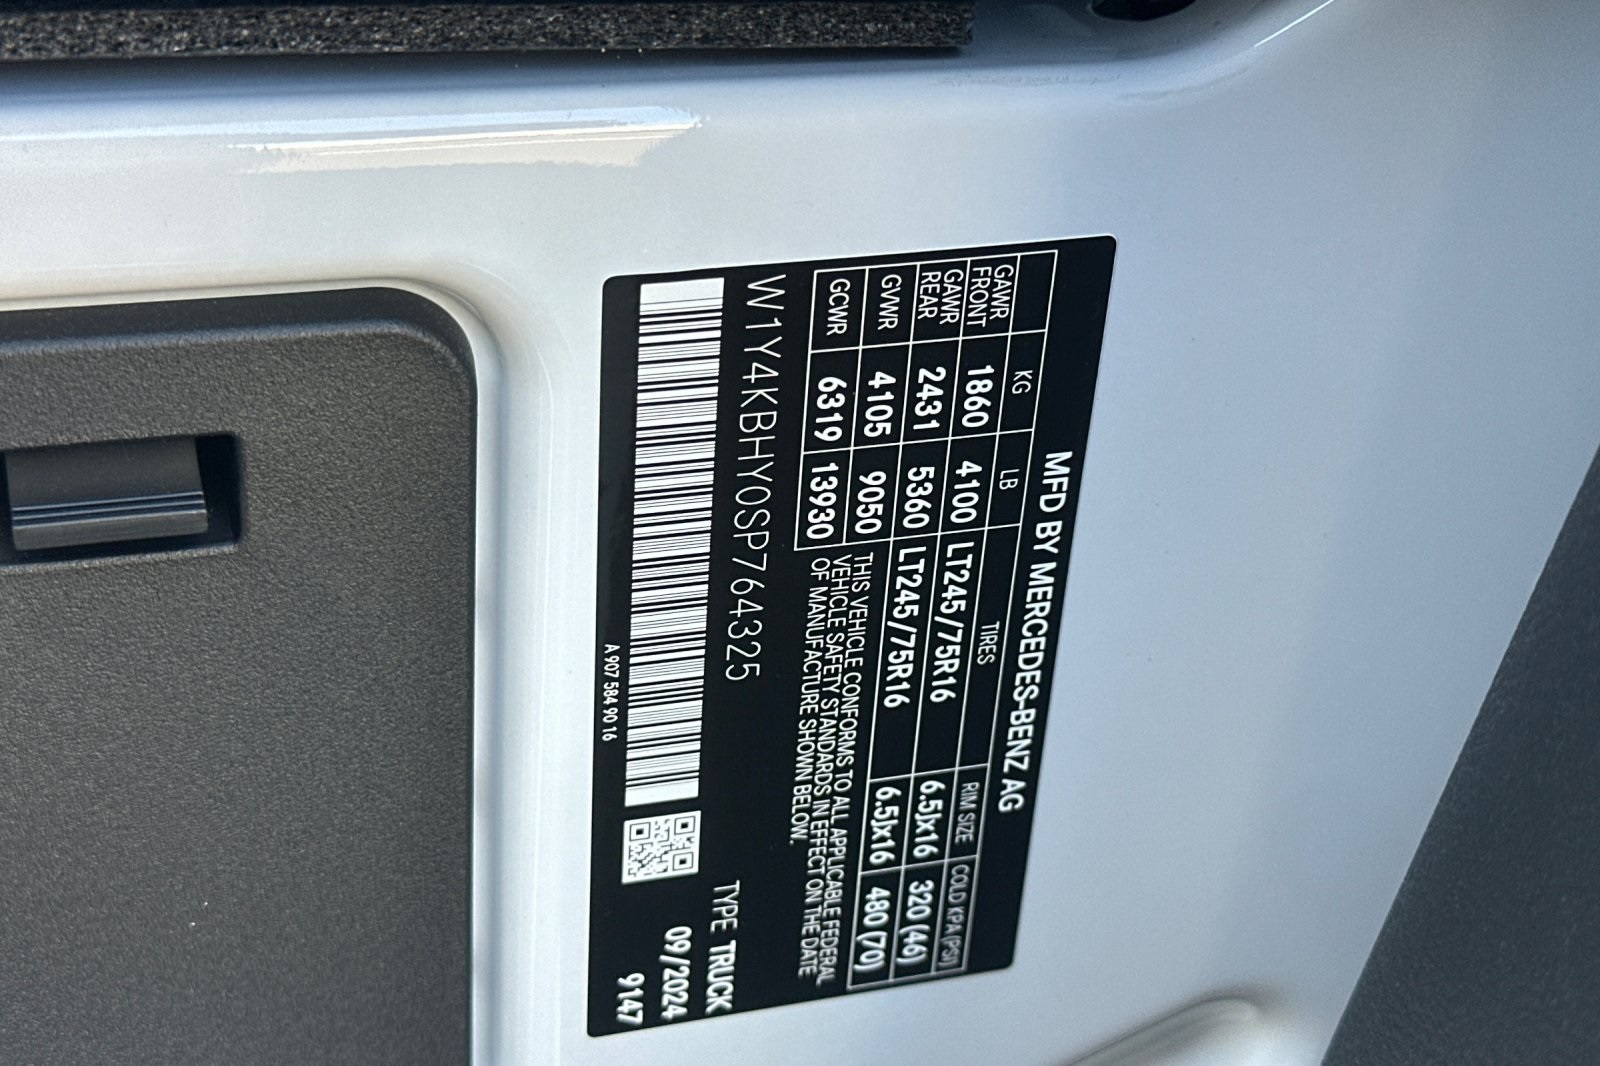 MFD BY MERCEDES-BENZ AG
KG LB TIRES RIM SIZE COLD KPA(PSI)
GAWR FRONT 1860 4100 LT245/75R16 6.5Jx16 320 (46)
GAWR REAR 2431 5360 LT245/75R16 6.5Jx16 480 (70)
GVWR 4105 9050
GCWR 6319 13930
THIS VEHICLE CONFORMS TO ALL APPLICABLE FEDERAL
VEHICLE SAFETY STANDARDS IN EFFECT ON THE DATE
OF MANUFACTURE SHOWN BELOW.
W1Y4KBHY0SP764325
TYPE TRUCK
09/2024
9147
A 907 584 90 16